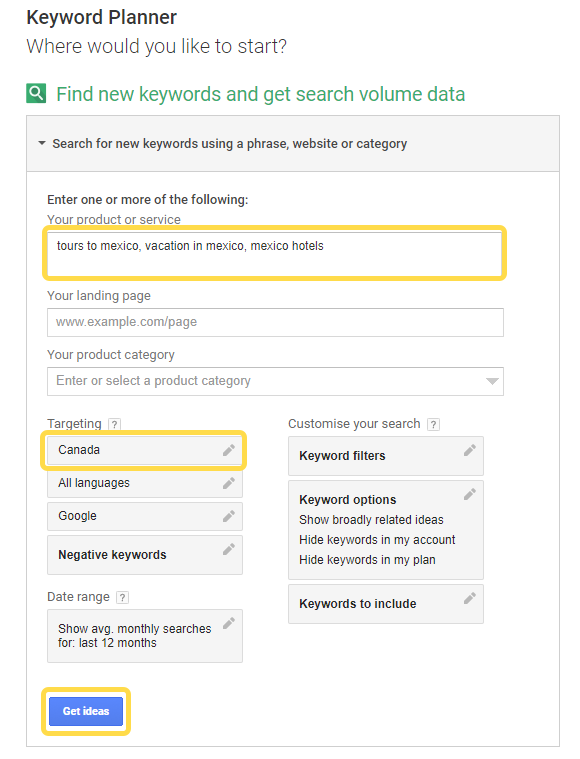 Keyword Planner
Where would you like to start?
Find new keywords and get search volume data
Search for new keywords using a phrase, website or category
Enter one or more of the following:
Your product or service
tours to mexico, vacation in mexico, mexico hotels
Your landing page
www.example.com/page
Your product category
Enter or select a product category
Targeting ?
Canada
All languages
Google
Negative keywords
Date range ?
Show avg. monthly searches
for: last 12 months
Customise your search ?
Keyword filters
Keyword options
Show broadly related ideas
Hide keywords in my account
Hide keywords in my plan
Keywords to include
Get ideas